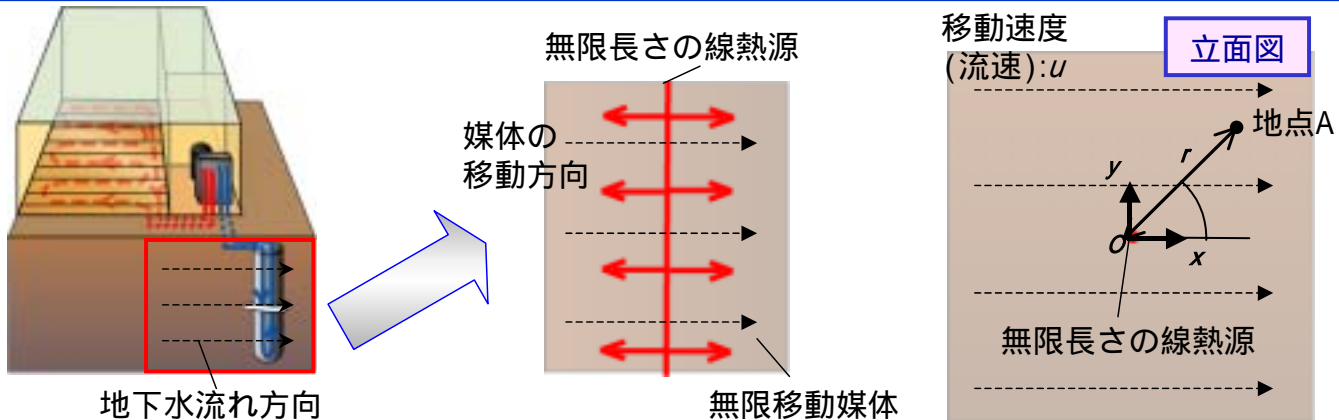 地下水流れ方向
無限長さの線熱源
媒体の
移動方向
無限移動媒体
移動速度
(流速):u
立面図
地点A
r
y
O
x
無限長さの線熱源